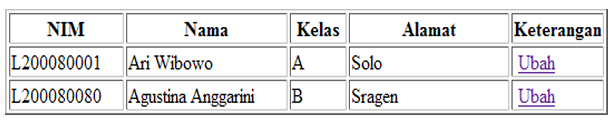 NIM Nama Kelas Alamat Keterangan
L200080001 Ari Wibowo A Solo Ubah
L200080080 Agustina Anggarini B Sragen Ubah